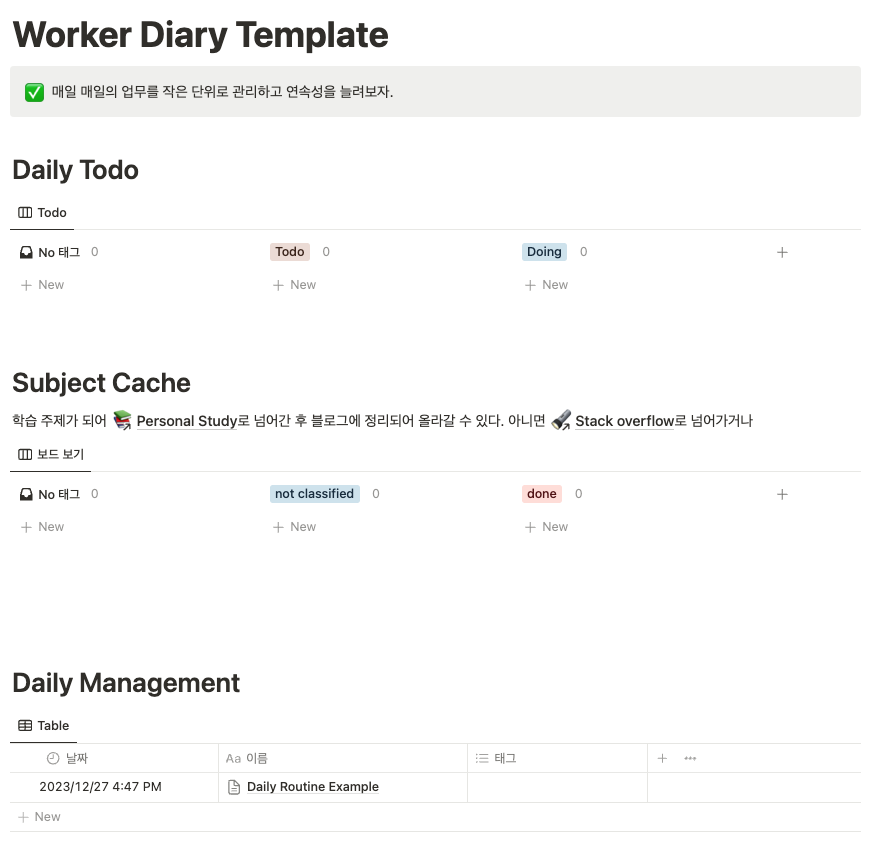 Worker Diary Template
✅ 매일 매일의 업무를 작은 단위로 관리하고 연속성을 늘려보자.
Daily Todo
Todo
No 태그 0 Todo 0 Doing 0 +
+ New + New + New
Subject Cache
학습 주제가 되어 📚 Personal Study로 넘어간 후 블로그에 정리되어 올라갈 수 있다. 아니면 🔦 Stack overflow로 넘어가거나
보드 보기
No 태그 0 not classified 0 done 0 +
+ New + New + New
Daily Management
Table
날짜 Aa 이름 태그 + •••
2023/12/27 4:47 PM Daily Routine Example
+ New